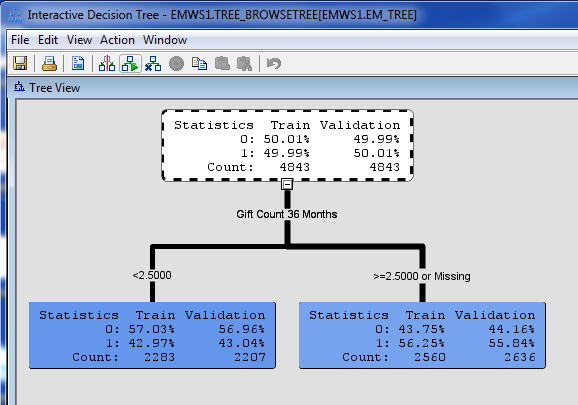 Interactive Decision Tree - EMWS1.TREE_BROWSETREE[EMWS1.EM_TREE]
File Edit View Action Window
Tree View
Statistics Train Validation
0: 50.01% 49.99%
1: 49.99% 50.01%
Count: 4843 4843
Gift Count 36 Months
<2.5000
>=2.5000 or Missing
Statistics Train Validation
0: 57.03% 56.96%
1: 42.97% 43.04%
Count: 2283 2207
Statistics Train Validation
0: 43.75% 44.16%
1: 56.25% 55.84%
Count: 2560 2636